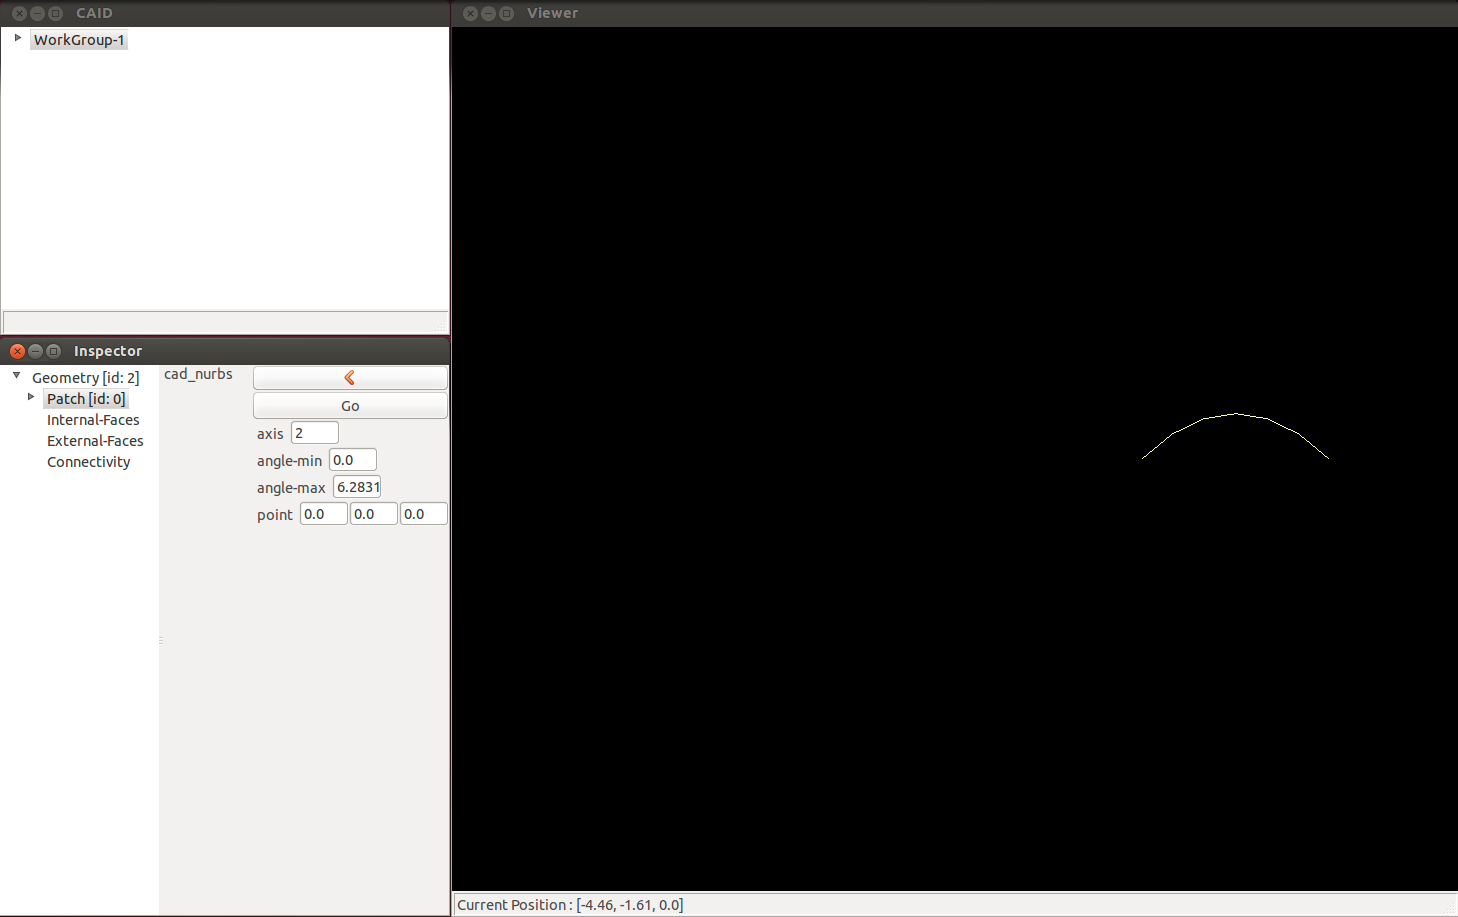 CAID
WorkGroup-1
Inspector
Geometry [id: 2]
Patch [id: 0]
Internal-Faces
External-Faces
Connectivity
cad_nurbs
Go
axis 2
angle-min 0.0
angle-max 6.2831
point 0.0 0.0 0.0
Viewer
Current Position : [-4.46, -1.61, 0.0]